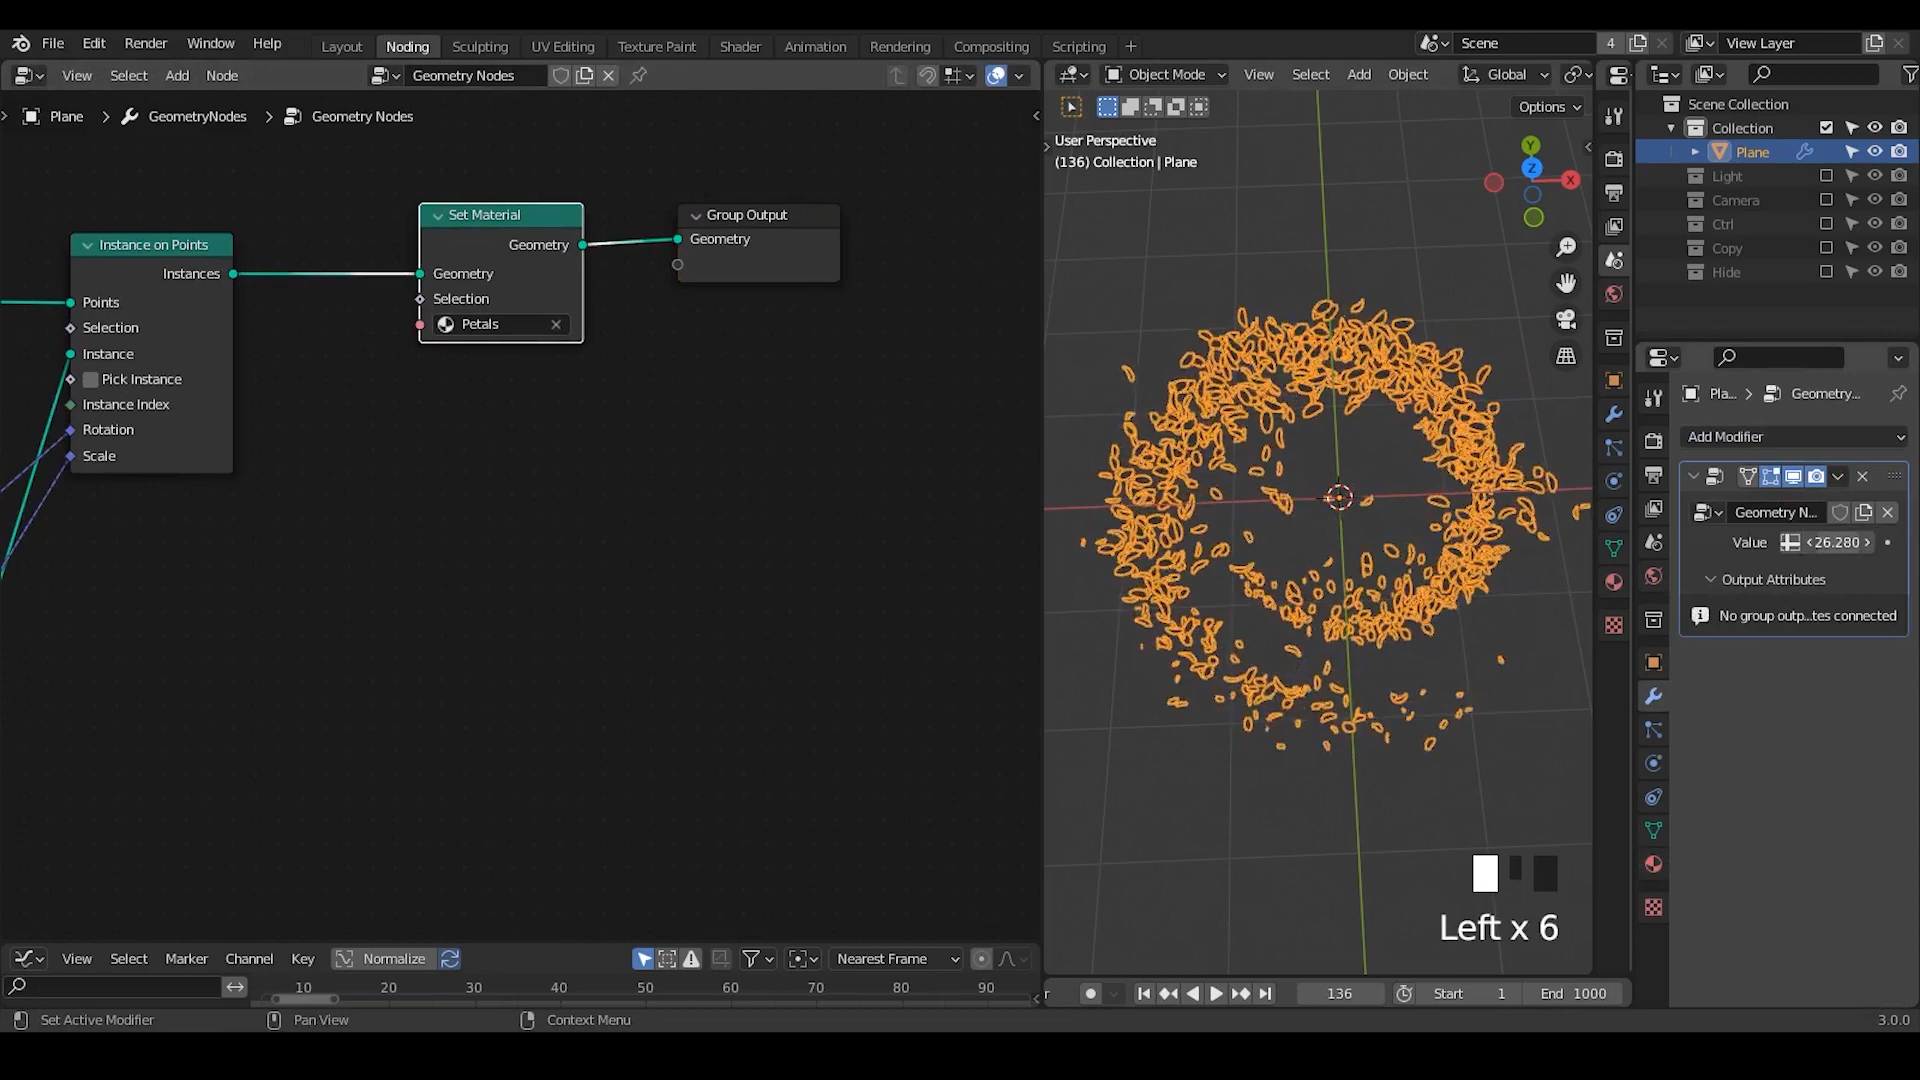 File Edit Render Window Help
Layout Noding Sculpting UV Editing Texture Paint Shader Animation Rendering Compositing Scripting +
Scene 4 View Layer
View Select Add Node Geometry Nodes
Object Mode View Select Add Object Global
Plane > GeometryNodes > Geometry Nodes
Options
User Perspective
(136) Collection | Plane
Y
Z
X
Scene Collection
Collection
Plane
Light
Camera
Ctrl
Copy
Hide
Instance on Points
Instances
Points
Selection
Instance
Pick Instance
Instance Index
Rotation
Scale
Set Material
Geometry
Geometry
Selection
Petals
Group Output
Geometry
Pla... > Geometry...
Add Modifier
Geometry N...
Value 26.280
Output Attributes
No group outp...tes connected
Left x 6
View Select Marker Channel Key Normalize Nearest Frame
10 20 30 40 50 60 70 80 90
136 Start 1 End 1000
Set Active Modifier Pan View Context Menu 3.0.0